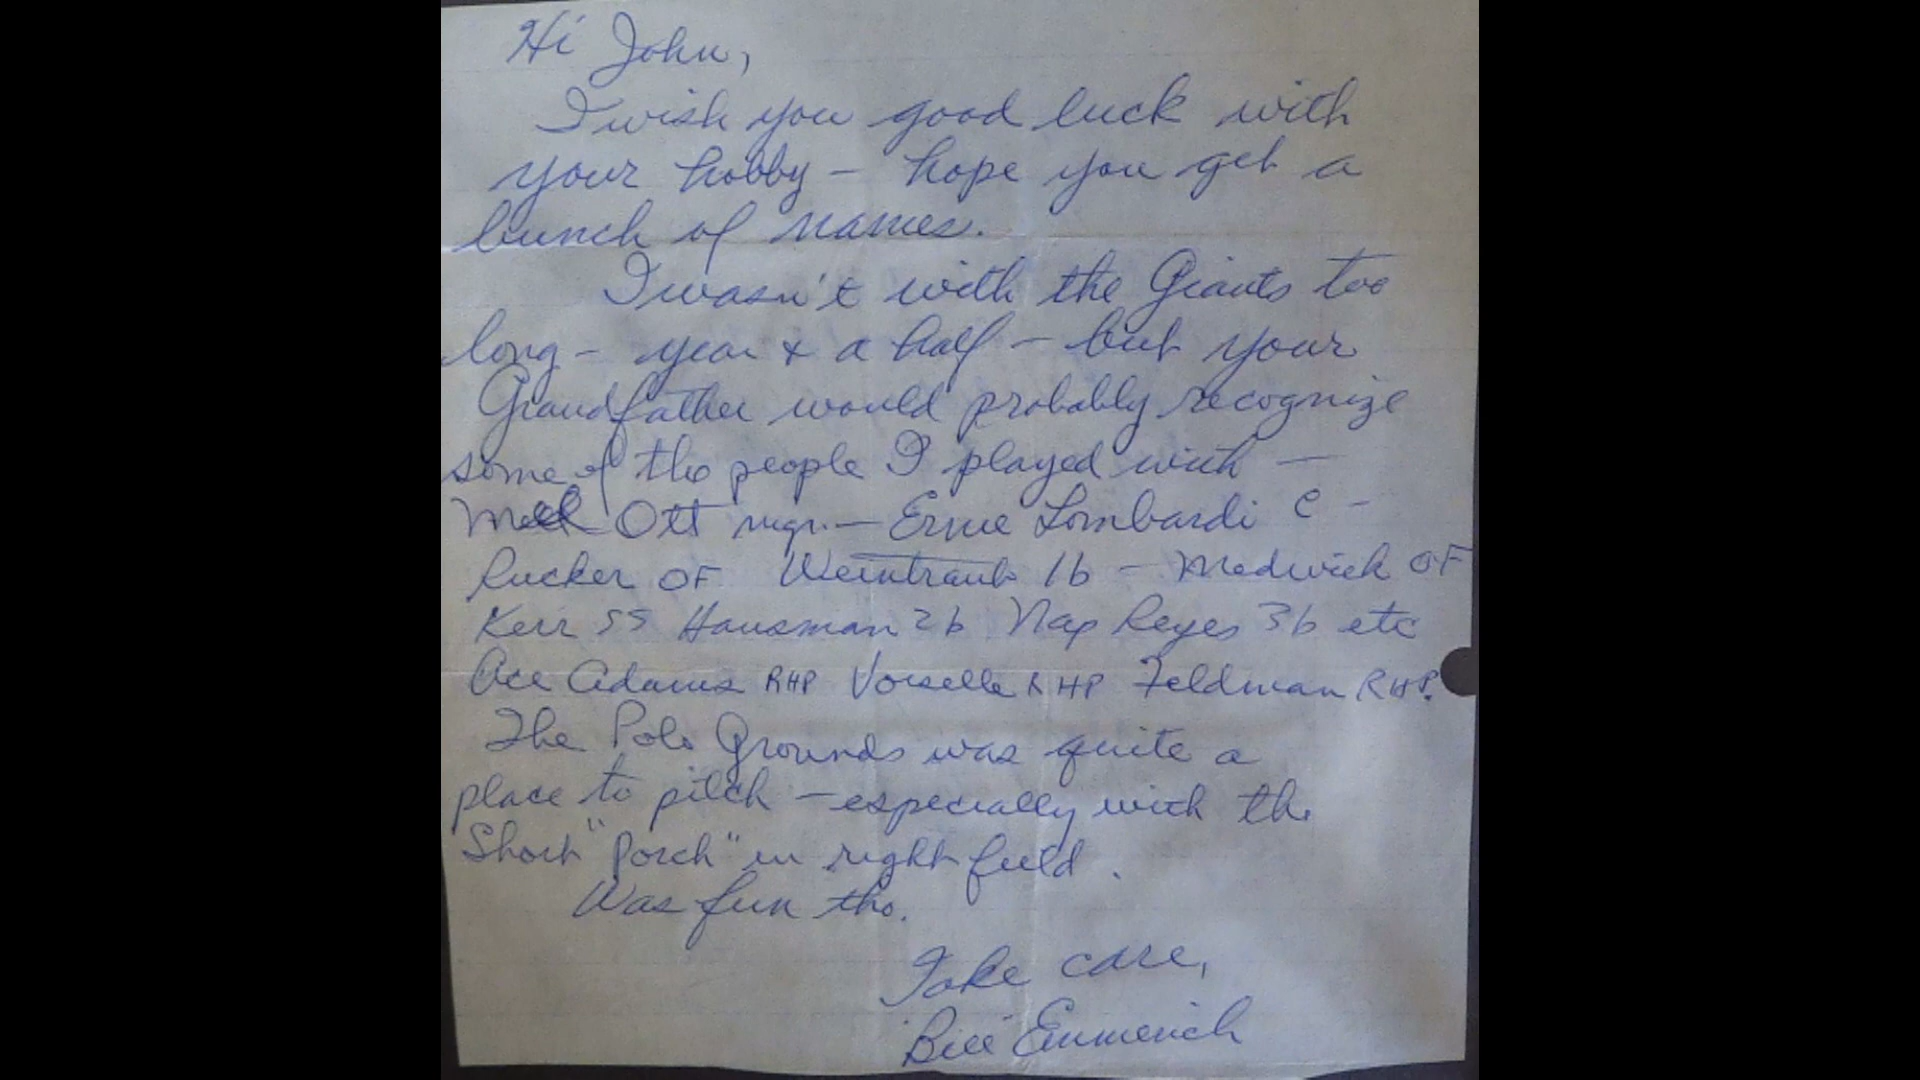 Hi John,
I wish you good luck with
your hobby - hope you get a
bunch of names.
I wasn't with the Giants too
long - year + a half - but your
Grandfather would probably recognize
some of the people I played with -
Mel Ott mgr. - Ernie Lombardi C -
Rucker OF Weintraub 1b - Medwick OF
Kerr SS Hausman 2b Nap Reyes 3b etc
Ace Adams RHP Voiselle RHP Feldman RHP.
The Polo Grounds was quite a
place to pitch - especially with the
Short "Porch" in right field.
Was fun tho.
Take care,
"Bill" Emmerich